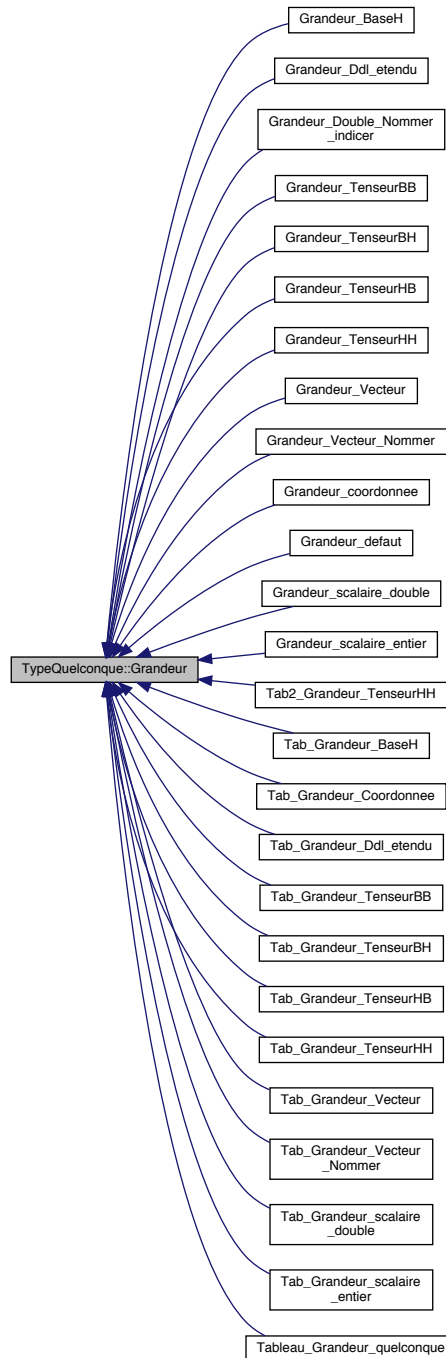 Grandeur_BaseH
Grandeur_Ddl_etendu
Grandeur_Double_Nommer
_indicer
Grandeur_TenseurBB
Grandeur_TenseurBH
Grandeur_TenseurHB
Grandeur_TenseurHH
Grandeur_Vecteur
Grandeur_Vecteur_Nommer
Grandeur_coordonnee
Grandeur_defaut
Grandeur_scalaire_double
Grandeur_scalaire_entier
TypeQuelconque::Grandeur
Tab2_Grandeur_TenseurHH
Tab_Grandeur_BaseH
Tab_Grandeur_Coordonnee
Tab_Grandeur_Ddl_etendu
Tab_Grandeur_TenseurBB
Tab_Grandeur_TenseurBH
Tab_Grandeur_TenseurHB
Tab_Grandeur_TenseurHH
Tab_Grandeur_Vecteur
Tab_Grandeur_Vecteur
_Nommer
Tab_Grandeur_scalaire
_double
Tab_Grandeur_scalaire
_entier
Tableau_Grandeur_quelconque